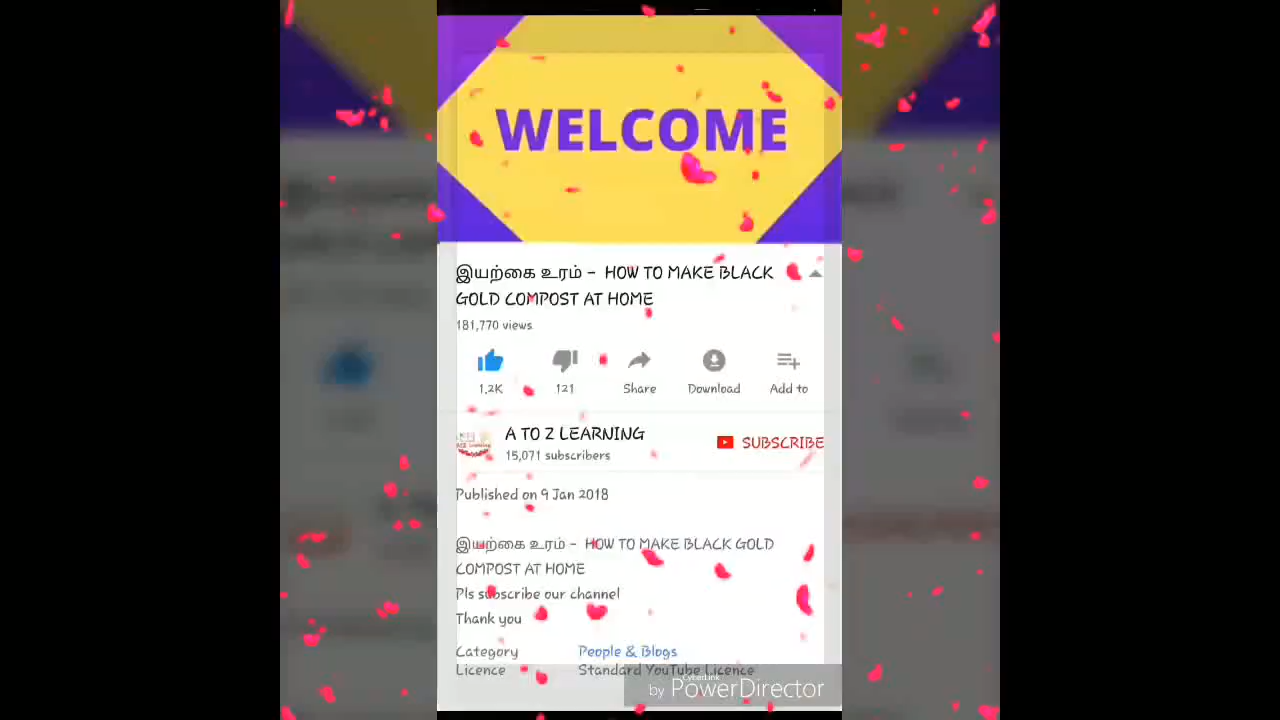 WELCOME
இயற்கை உரம் - HOW TO MAKE BLACK
GOLD COMPOST AT HOME
181,770 views
1.2K 121 Share Download Add to
A TO Z LEARNING
15,071 subscribers
SUBSCRIBE
Published on 9 Jan 2018
இயற்கை உரம் - HOW TO MAKE BLACK GOLD
COMPOST AT HOME
Pls subscribe our channel
Thank you
Category People & Blogs
Licence Standard YouTube Licence
CyberLink
by PowerDirector